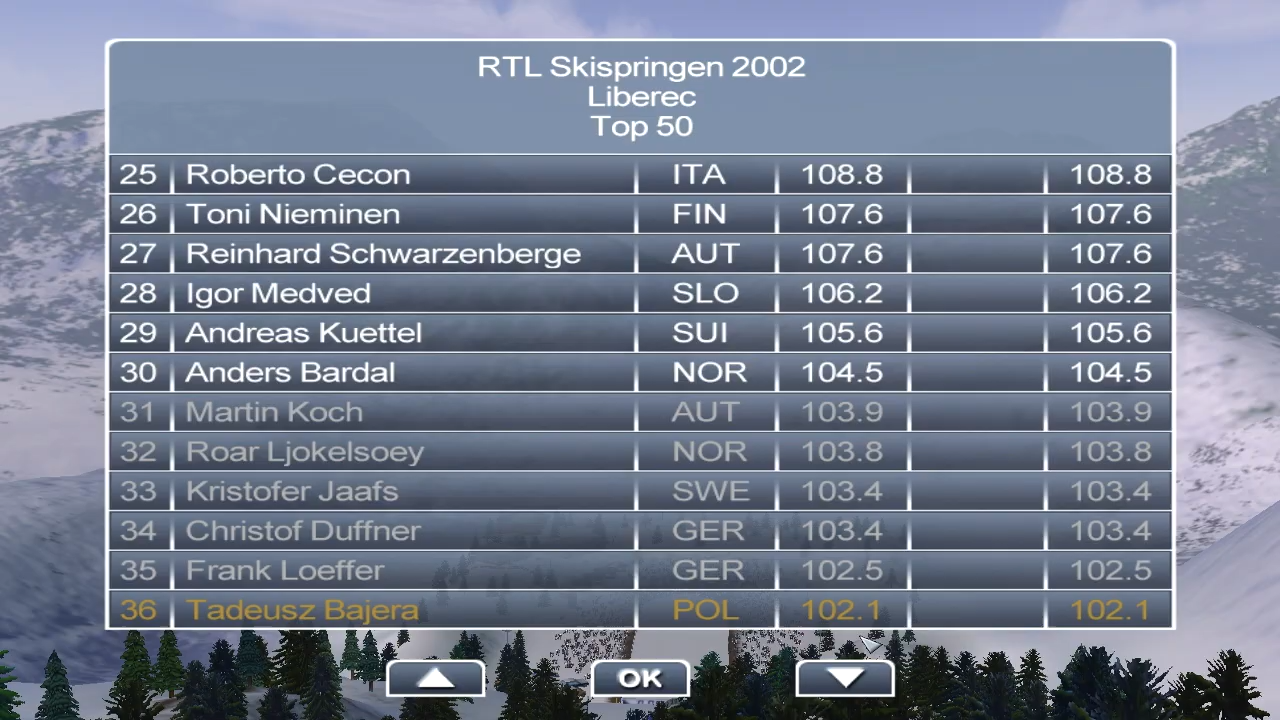 RTL Skispringen 2002
Liberec
Top 50
25 Roberto Cecon ITA 108.8 108.8
26 Toni Nieminen FIN 107.6 107.6
27 Reinhard Schwarzenberge AUT 107.6 107.6
28 Igor Medved SLO 106.2 106.2
29 Andreas Kuettel SUI 105.6 105.6
30 Anders Bardal NOR 104.5 104.5
31 Martin Koch AUT 103.9 103.9
32 Roar Ljokelsoey NOR 103.8 103.8
33 Kristofer Jaafs SWE 103.4 103.4
34 Christof Duffner GER 103.4 103.4
35 Frank Loeffer GER 102.5 102.5
36 Tadeusz Bajera POL 102.1 102.1
OK